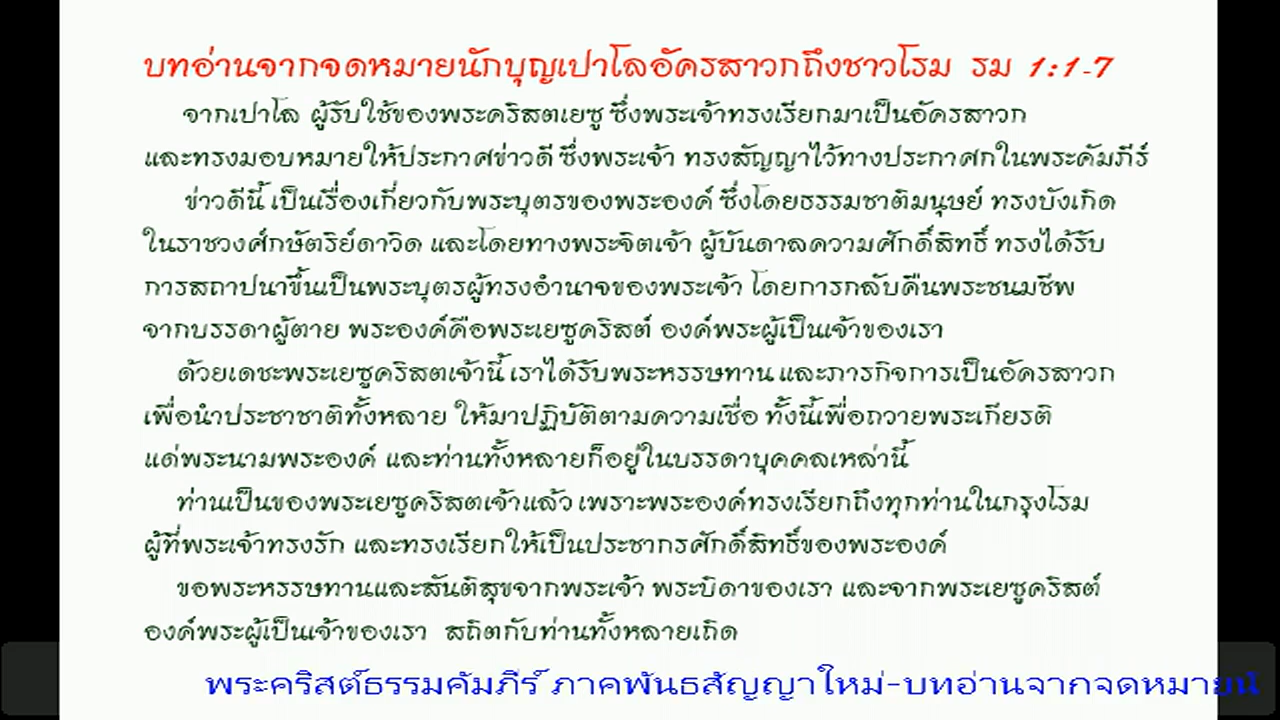 บทอ่านจากจดหมายนักบุญเปาโลอัครสาวกถึงชาวโรม รม 1:1-7
จากเปาโล ผู้รับใช้ของพระคริสตเยซู ซึ่งพระเจ้าทรงเรียกมาเป็นอัครสาวก
และทรงมอบหมายให้ประกาศข่าวดี ซึ่งพระเจ้า ทรงสัญญาไว้ทางประกาศกในพระคัมภีร์
ข่าวดีนี้ เป็นเรื่องเกี่ยวกับพระบุตรของพระองค์ ซึ่งโดยธรรมชาติมนุษย์ ทรงบังเกิด
ในราชวงศ์กษัตริย์ดาวิด และโดยทางพระจิตเจ้า ผู้บันดาลความศักดิ์สิทธิ์ ทรงได้รับ
การสถาปนาขึ้นเป็นพระบุตรผู้ทรงอำนาจของพระเจ้า โดยการกลับคืนพระชนมชีพ
จากบรรดาผู้ตาย พระองค์คือพระเยซูคริสต์ องค์พระผู้เป็นเจ้าของเรา
ด้วยเดชะพระเยซูคริสตเจ้านี้ เราได้รับพระหรรษทาน และภารกิจการเป็นอัครสาวก
เพื่อนำประชาชาติทั้งหลาย ให้มาปฏิบัติตามความเชื่อ ทั้งนี้เพื่อถวายพระเกียรติ
แด่พระนามพระองค์ และท่านทั้งหลายก็อยู่ในบรรดาบุคคลเหล่านี้
ท่านเป็นของพระเยซูคริสตเจ้าแล้ว เพราะพระองค์ทรงเรียกถึงทุกท่านในกรุงโรม
ผู้ที่พระเจ้าทรงรัก และทรงเรียกให้เป็นประชากรศักดิ์สิทธิ์ของพระองค์
ขอพระหรรษทานและสันติสุขจากพระเจ้า พระบิดาของเรา และจากพระเยซูคริสต์
องค์พระผู้เป็นเจ้าของเรา สถิตกับท่านทั้งหลายเถิด
พระคริสต์ธรรมคัมภีร์ ภาคพันธสัญญาใหม่-บทอ่านจากจดหมายนั